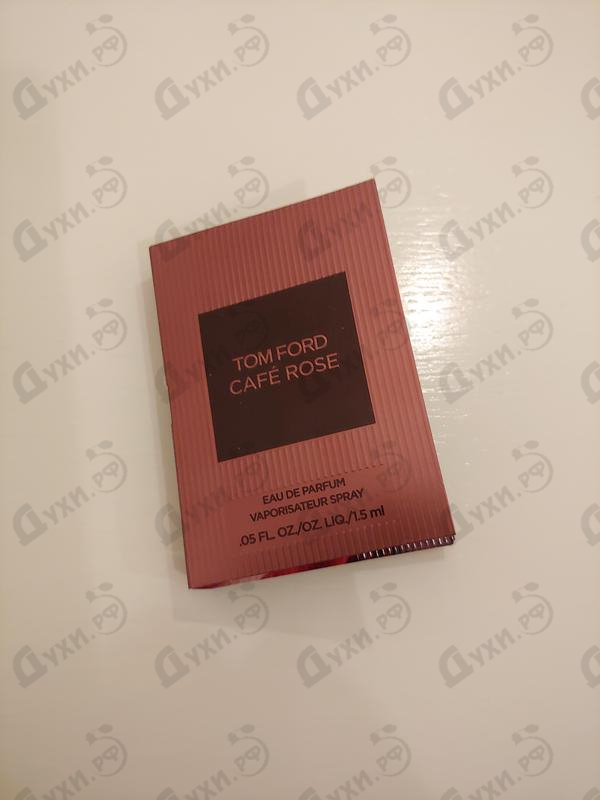 TOM FORD
CAFÉ ROSE
EAU DE PARFUM
VAPORISATEUR SPRAY
.05 FL. OZ./OZ. LIQ./1.5 ml
Духи.РФ